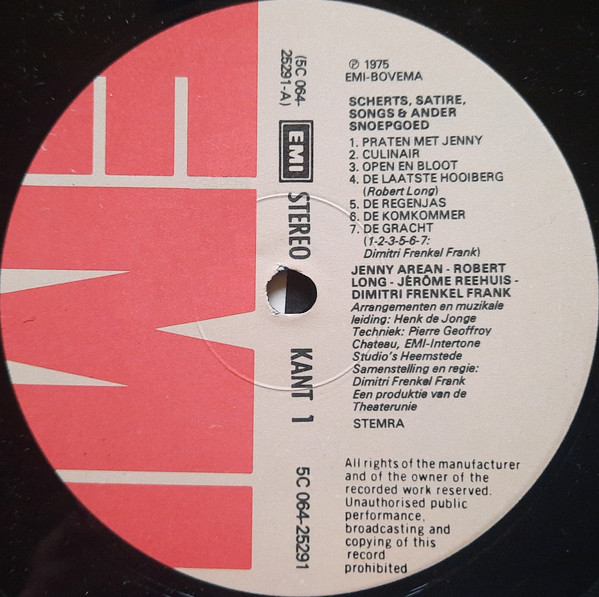 EMI
(5C 064-
25291-A)
EMI
STEREO
KANT 1
5C 064-25291
℗ 1975
EMI-BOVEMA
SCHERTS, SATIRE,
SONGS & ANDER
SNOEPGOED
1. PRATEN MET JENNY
2. CULINAIR
3. OPEN EN BLOOT
4. DE LAATSTE HOOIBERG
(Robert Long)
5. DE REGENJAS
6. DE KOMKOMMER
7. DE GRACHT
(1-2-3-5-6-7:
Dimitri Frenkel Frank)
JENNY AREAN - ROBERT
LONG - JÈRÔME REEHUIS -
DIMITRI FRENKEL FRANK
Arrangementen en muzikale
leiding: Henk de Jonge
Techniek: Pierre Geoffroy
Chateau, EMI-Intertone
Studio's Heemstede
Samenstelling en regie:
Dimitri Frenkel Frank
Een produktie van de
Theaterunie
STEMRA
All rights of the manufacturer
and of the owner of the
recorded work reserved.
Unauthorised public
performance,
broadcasting and
copying of this
record
prohibited